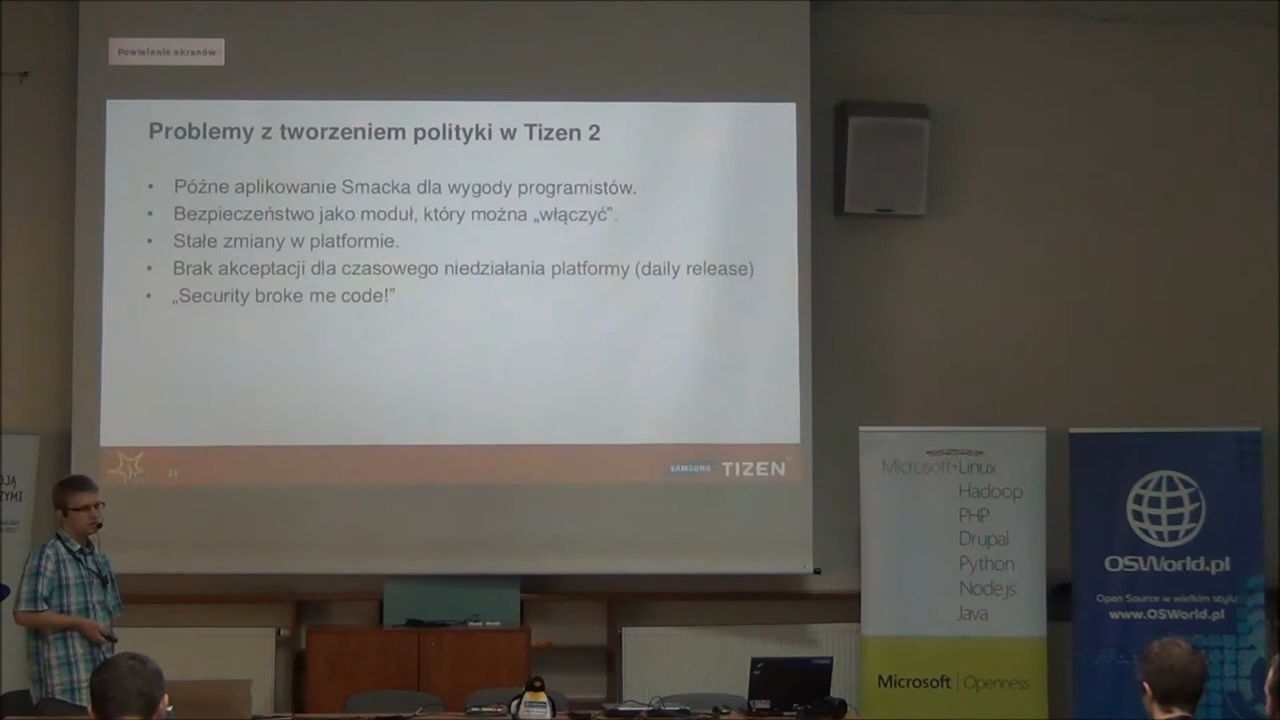 Powielanie ekranów
Problemy z tworzeniem polityki w Tizen 2
• Późne aplikowanie Smacka dla wygody programistów.
• Bezpieczeństwo jako moduł, który można „włączyć”.
• Stałe zmiany w platformie.
• Brak akceptacji dla czasowego niedziałania platformy (daily release)
• „Security broke me code!”
21
SAMSUNG TIZEN
Microsoft+Linux
Hadoop
PHP
Drupal
Python
Node.js
Java
Microsoft | Openness
OSWorld.pl
Open Source w wielkim stylu
www.OSWorld.pl